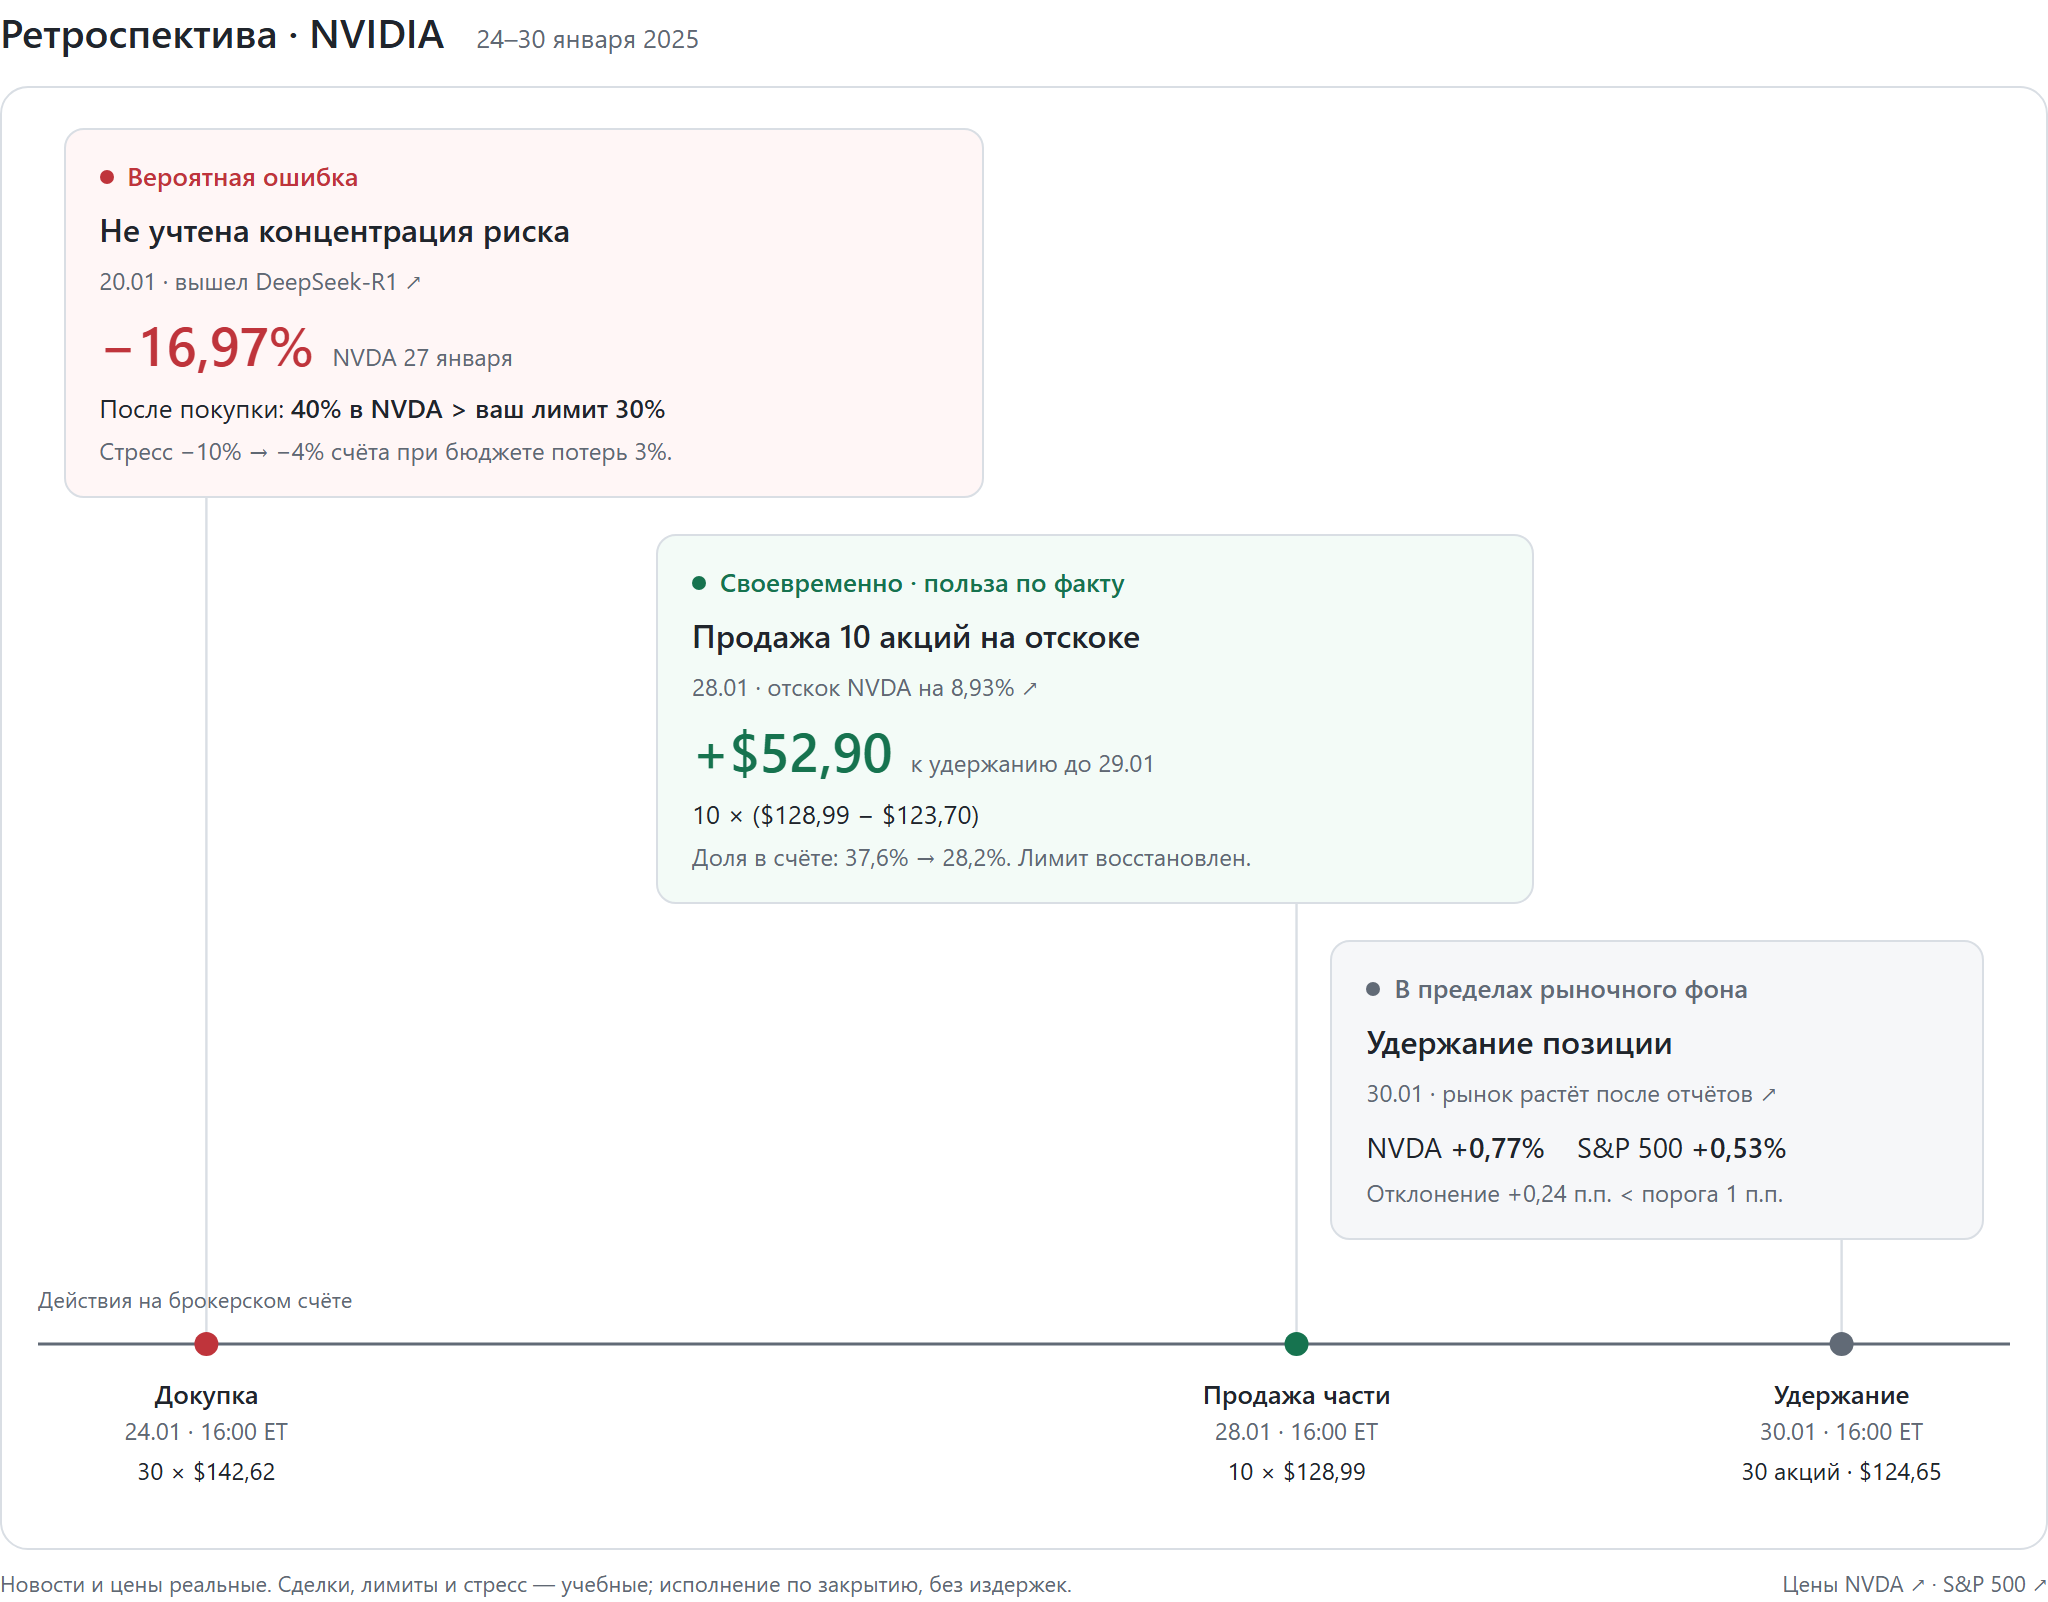 Ретроспектива · NVIDIA 24–30 января 2025
Вероятная ошибка
Не учтена концентрация риска
20.01 · вышел DeepSeek-R1 ↗
−16,97% NVDA 27 января
После покупки: 40% в NVDA > ваш лимит 30%
Стресс −10% → −4% счёта при бюджете потерь 3%.
Своевременно · польза по факту
Продажа 10 акций на отскоке
28.01 · отскок NVDA на 8,93% ↗
+$52,90 к удержанию до 29.01
10 × ($128,99 − $123,70)
Доля в счёте: 37,6% → 28,2%. Лимит восстановлен.
В пределах рыночного фона
Удержание позиции
30.01 · рынок растёт после отчётов ↗
NVDA +0,77% S&P 500 +0,53%
Отклонение +0,24 п.п. < порога 1 п.п.
Действия на брокерском счёте
Докупка
24.01 · 16:00 ET
30 × $142,62
Продажа части
28.01 · 16:00 ET
10 × $128,99
Удержание
30.01 · 16:00 ET
30 акций · $124,65
Новости и цены реальные. Сделки, лимиты и стресс — учебные; исполнение по закрытию, без издержек.
Цены NVDA ↗ · S&P 500 ↗